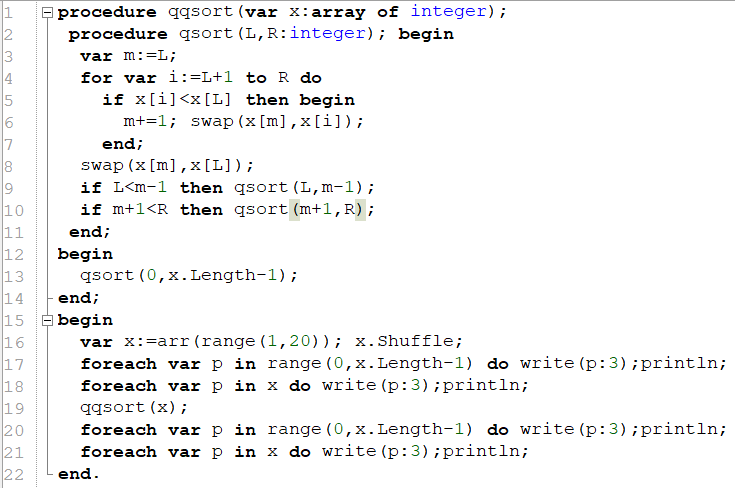 1 procedure qqsort(var x:array of integer);
2  procedure qsort(L,R:integer); begin
3   var m:=L;
4   for var i:=L+1 to R do
5     if x[i]<x[L] then begin
6       m+=1; swap(x[m],x[i]);
7     end;
8   swap(x[m],x[L]);
9   if L<m-1 then qsort(L,m-1);
10   if m+1<R then qsort(m+1,R);
11  end;
12 begin
13   qsort(0,x.Length-1);
14 end;
15 begin
16   var x:=arr(range(1,20)); x.Shuffle;
17   foreach var p in range(0,x.Length-1) do write(p:3);println;
18   foreach var p in x do write(p:3);println;
19   qqsort(x);
20   foreach var p in range(0,x.Length-1) do write(p:3);println;
21   foreach var p in x do write(p:3);println;
22 end.